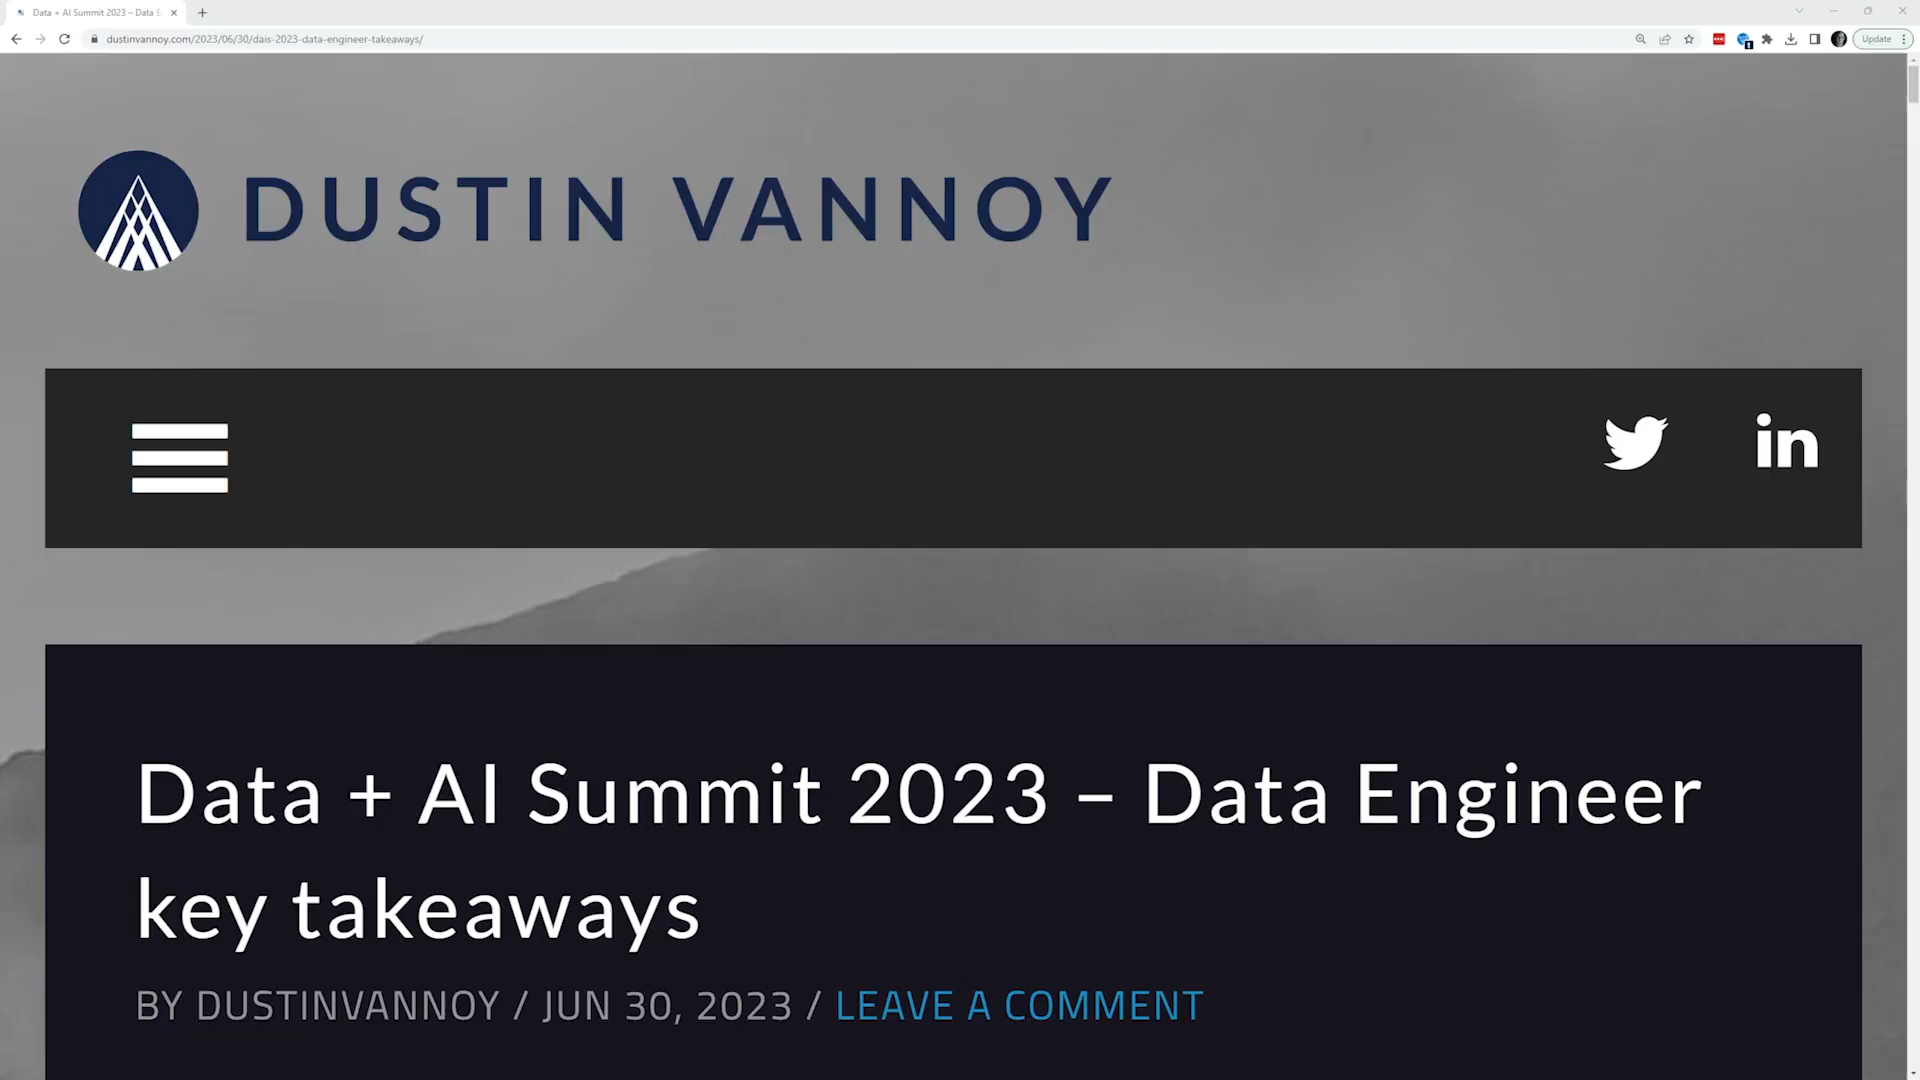 Data + AI Summit 2023 – Data E
dustinvannoy.com/2023/06/30/dais-2023-data-engineer-takeaways/
Update
DUSTIN VANNOY
in
Data + AI Summit 2023 – Data Engineer
key takeaways
BY DUSTINVANNOY / JUN 30, 2023 / LEAVE A COMMENT